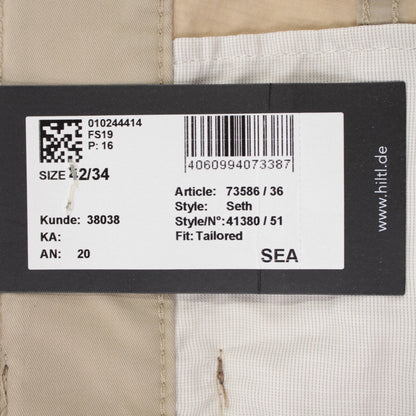 010244414
FS19
P: 16
4060994073387
SIZE 42/34
Article: 73586 / 36
Style: Seth
Style/N°: 41380 / 51
Fit: Tailored
Kunde: 38038
KA:
AN: 20
SEA
www.hiltl.de